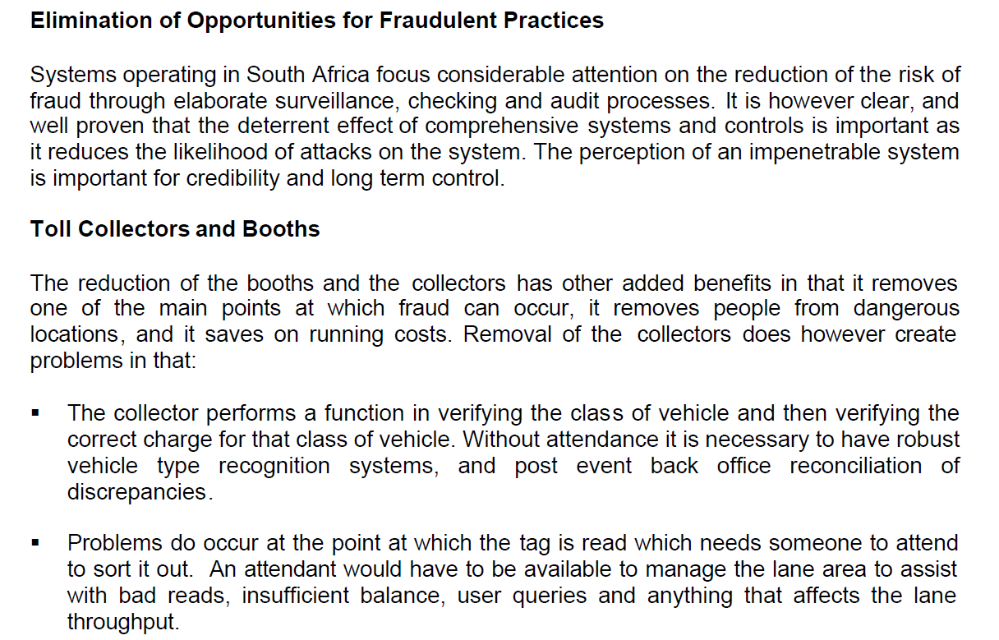 Elimination of Opportunities for Fraudulent Practices
Systems operating in South Africa focus considerable attention on the reduction of the risk of
fraud through elaborate surveillance, checking and audit processes. It is however clear, and
well proven that the deterrent effect of comprehensive systems and controls is important as
it reduces the likelihood of attacks on the system. The perception of an impenetrable system
is important for credibility and long term control.
Toll Collectors and Booths
The reduction of the booths and the collectors has other added benefits in that it removes
one of the main points at which fraud can occur, it removes people from dangerous
locations, and it saves on running costs. Removal of the collectors does however create
problems in that:
▪ The collector performs a function in verifying the class of vehicle and then verifying the
correct charge for that class of vehicle. Without attendance it is necessary to have robust
vehicle type recognition systems, and post event back office reconciliation of
discrepancies.
▪ Problems do occur at the point at which the tag is read which needs someone to attend
to sort it out. An attendant would have to be available to manage the lane area to assist
with bad reads, insufficient balance, user queries and anything that affects the lane
throughput.